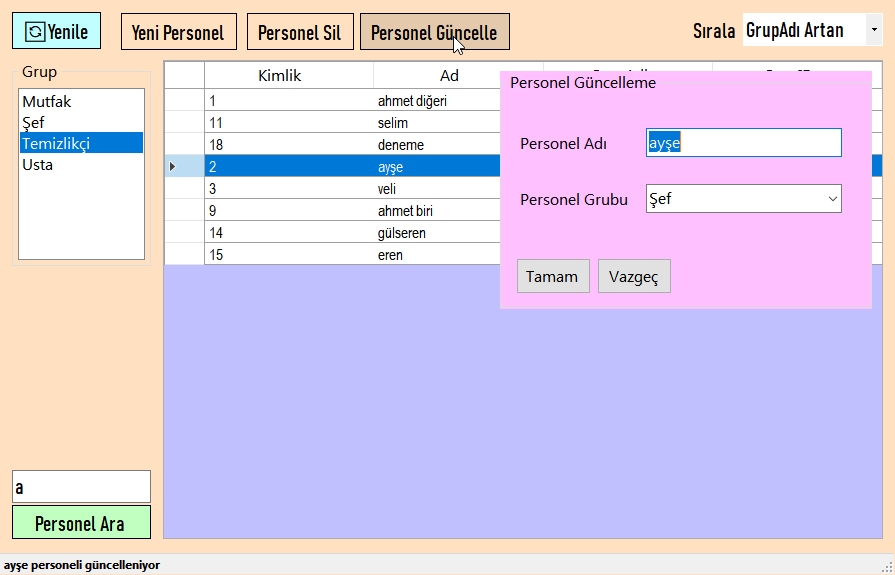 Yenile
Yeni Personel
Personel Sil
Personel Güncelle
Sırala
GrupAdı Artan
Grup
Mutfak
Şef
Temizlikçi
Usta
Kimlik Ad
1 ahmet diğeri
11 selim
18 deneme
2 ayşe
3 veli
9 ahmet biri
14 gülseren
15 eren
Personel Güncelleme
Personel Adı ayşe
Personel Grubu Şef
Tamam Vazgeç
a
Personel Ara
ayşe personeli güncelleniyor